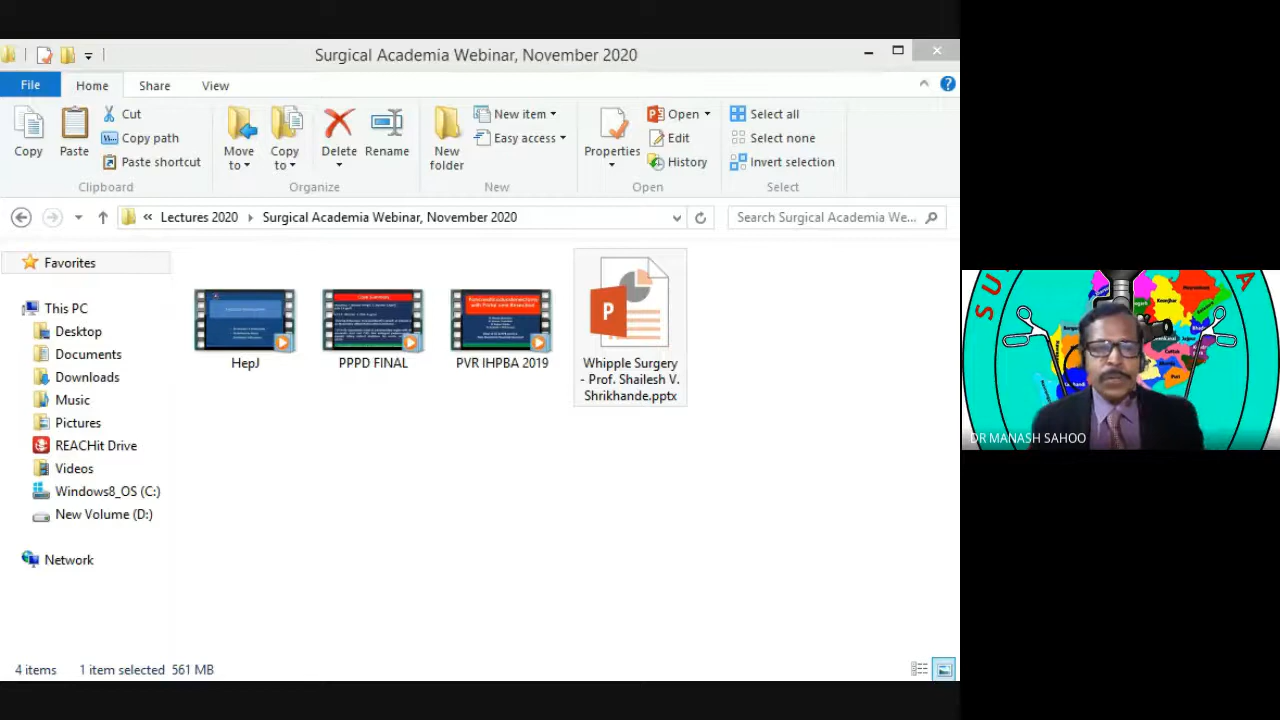 Surgical Academia Webinar, November 2020
File
Home
Share
View
Copy
Paste
Cut
Copy path
Paste shortcut
Clipboard
Move to
Copy to
Delete
Rename
Organize
New folder
New item
Easy access
New
Properties
Open
Edit
History
Open
Select all
Select none
Invert selection
Select
« Lectures 2020 Surgical Academia Webinar, November 2020
Search Surgical Academia We...
Favorites
This PC
Desktop
Documents
Downloads
Music
Pictures
REACHit Drive
Videos
Windows8_OS (C:)
New Volume (D:)
Network
HepJ
PPPD FINAL
PVR IHPBA 2019
Whipple Surgery
- Prof. Shailesh V.
Shrikhande.pptx
P
4 items 1 item selected 561 MB
S U
A
DR MANASH SAHOO